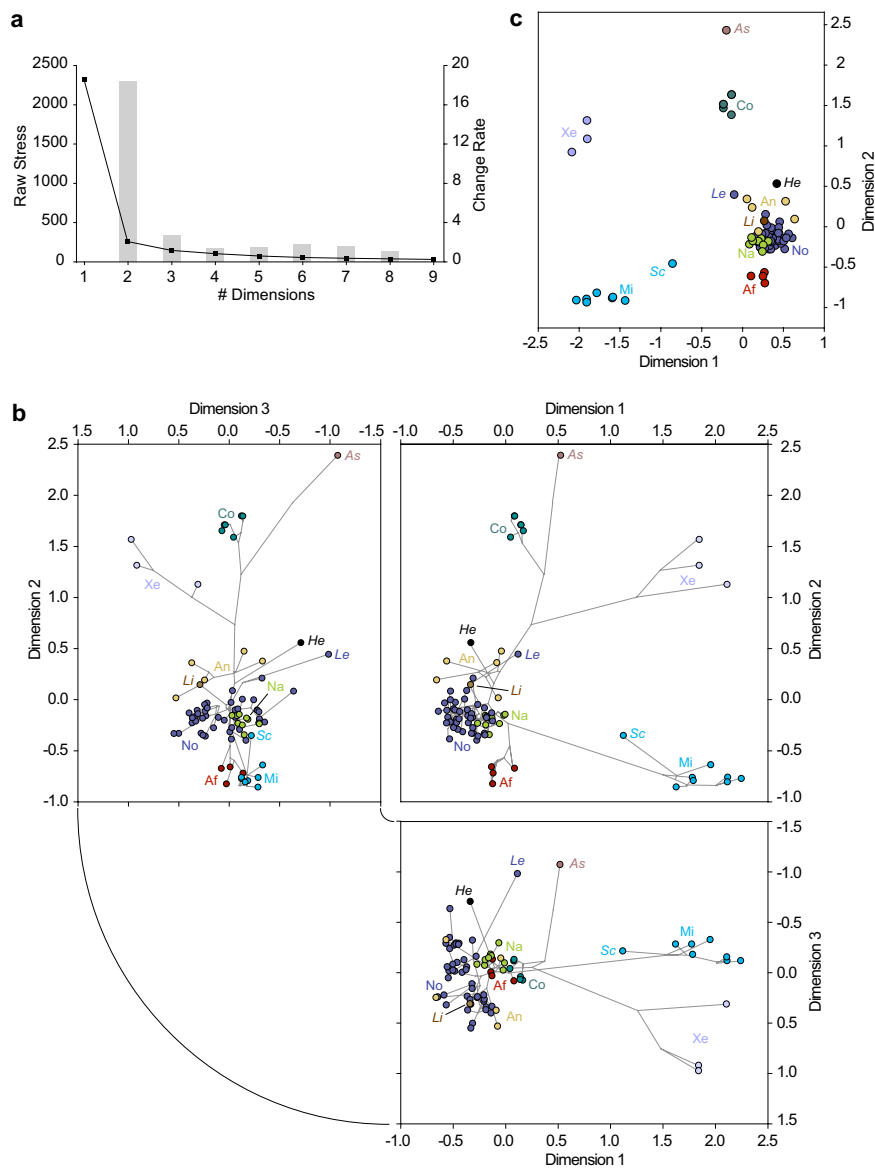 a
2500
2000
1500
1000
500
0
Raw Stress
20
16
12
8
4
0
Change Rate
1 2 3 4 5 6 7 8 9
# Dimensions
c
As
Co
Xe
He
Le
An
Li
Na
No
Sc
Mi
Af
2.5
2
1.5
1
0.5
0
-0.5
-1
Dimension 2
-2.5 -2 -1.5 -1 -0.5 0 0.5 1
Dimension 1
b
Dimension 3
1.5 1.0 0.5 0.0 -0.5 -1.0 -1.5
2.5
2.0
1.5
1.0
0.5
0.0
-0.5
-1.0
Dimension 2
As
Co
Xe
He
Le
An
Li
Na
Sc
No
Af
Mi
Dimension 1
-1.0 -0.5 0.0 0.5 1.0 1.5 2.0 2.5
As
Co
Xe
He
Le
An
Li
Na
No
Sc
Mi
Af
2.5
2.0
1.5
1.0
0.5
0.0
-0.5
-1.0
Dimension 2
Le
As
He
Na
Mi
Sc
No
Af
Co
Li
An
Xe
-1.5
-1.0
-0.5
0.0
0.5
1.0
1.5
Dimension 3
-1.0 -0.5 0.0 0.5 1.0 1.5 2.0 2.5
Dimension 1